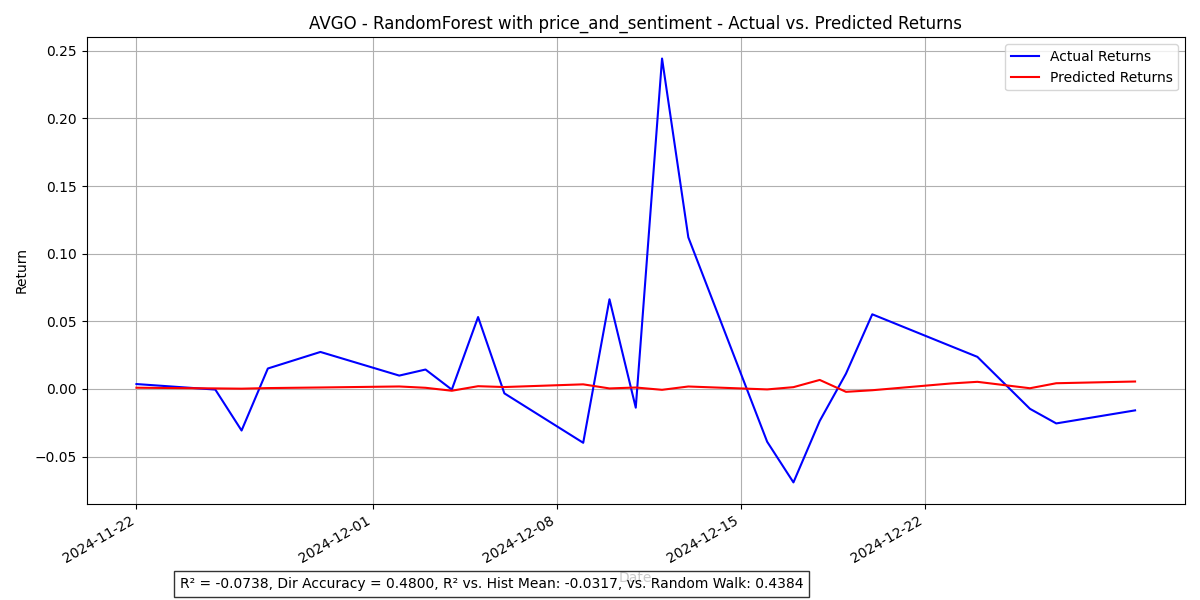 AVGO - RandomForest with price_and_sentiment - Actual vs. Predicted Returns
Actual Returns
Predicted Returns
Return
0.25
0.20
0.15
0.10
0.05
0.00
−0.05
2024-11-22
2024-12-01
2024-12-08
2024-12-15
2024-12-22
Date
R² = -0.0738, Dir Accuracy = 0.4800, R² vs. Hist Mean: -0.0317, vs. Random Walk: 0.4384